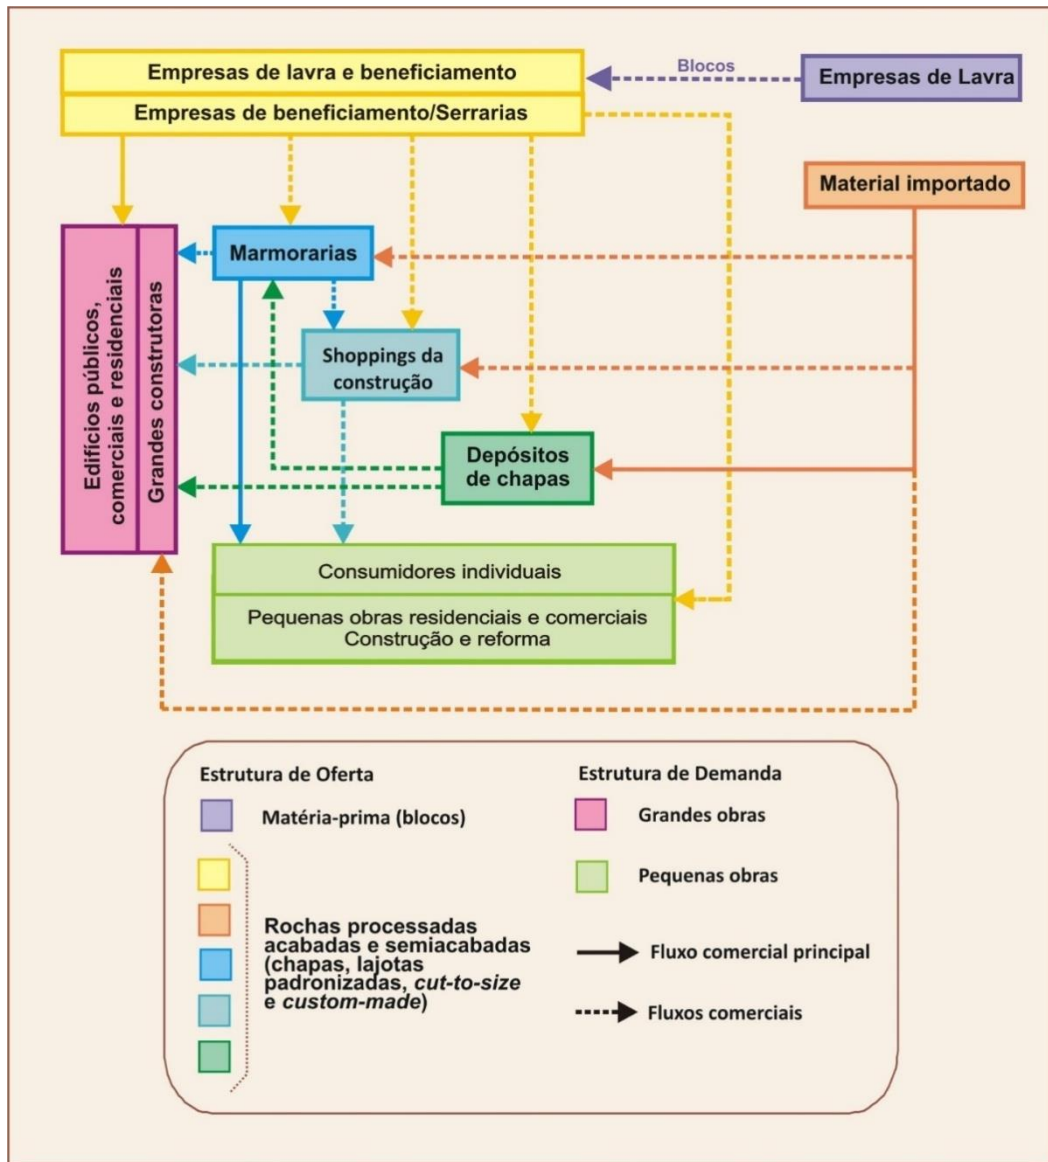 Empresas de lavra e beneficiamento
Blocos
Empresas de Lavra
Empresas de beneficiamento/Serrarias
Material importado
Edifícios públicos,
comerciais e residenciais
Grandes construtoras
Marmorarias
Shoppings da
construção
Depósitos
de chapas
Consumidores individuais
Pequenas obras residenciais e comerciais
Construção e reforma
Estrutura de Oferta
Matéria-prima (blocos)
Rochas processadas
acabadas e semiacabadas
(chapas, lajotas
padronizadas, cut-to-size
e custom-made)
Estrutura de Demanda
Grandes obras
Pequenas obras
Fluxo comercial principal
Fluxos comerciais